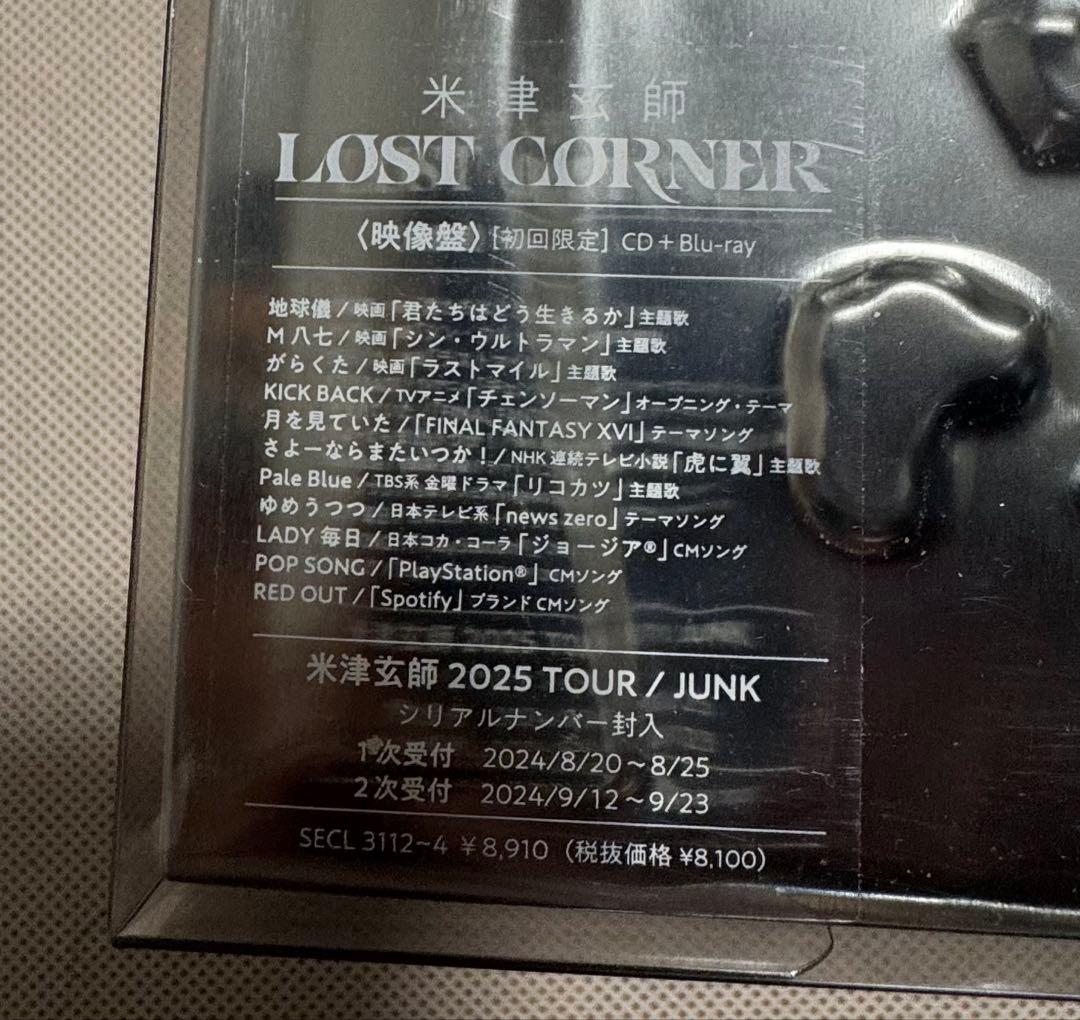 米津玄師
LOST CORNER
〈映像盤〉[初回限定] CD+Blu-ray
地球儀/映画「君たちはどう生きるか」主題歌
M 八七/映画「シン・ウルトラマン」主題歌
がらくた/映画「ラストマイル」主題歌
KICK BACK/TVアニメ「チェンソーマン」オープニング・テーマ
月を見ていた/「FINAL FANTASY XVI」テーマソング
さよーならまたいつか!/NHK 連続テレビ小説「虎に翼」主題歌
Pale Blue/TBS系 金曜ドラマ「リコカツ」主題歌
ゆめうつつ/日本テレビ系「news zero」テーマソング
LADY 毎日/日本コカ・コーラ「ジョージア®」CMソング
POP SONG/「PlayStation®」CMソング
RED OUT/「Spotify」ブランドCMソング
米津玄師 2025 TOUR / JUNK
シリアルナンバー封入
1次受付 2024/8/20~8/25
2次受付 2024/9/12~9/23
SECL 3112~4 ¥8,910(税抜価格 ¥8,100)